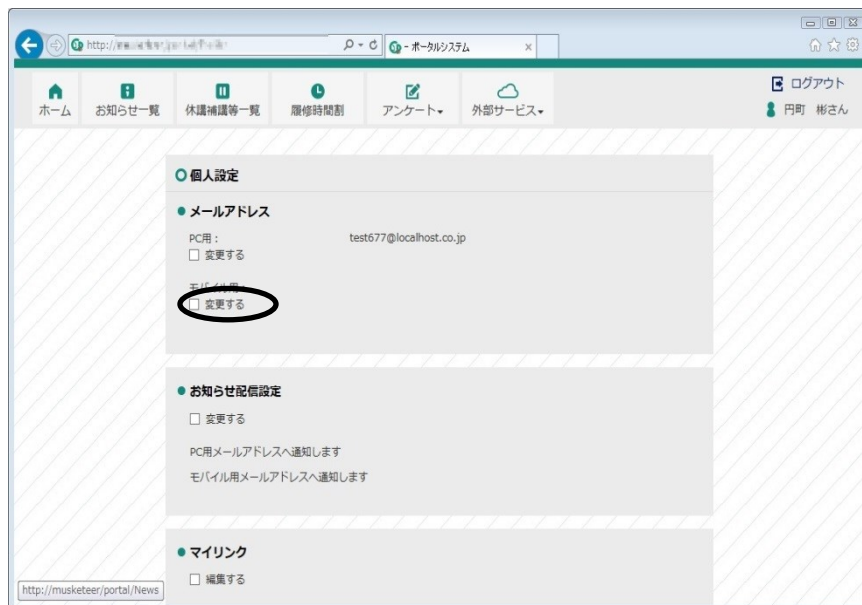 http://
- ポータルシステム
ホーム
お知らせ一覧
休講補講等一覧
履修時間割
アンケート
外部サービス
ログアウト
円町 彬さん
個人設定
メールアドレス
PC用:
test677@localhost.co.jp
変更する
モバイル用:
変更する
お知らせ配信設定
変更する
PC用メールアドレスへ通知します
モバイル用メールアドレスへ通知します
マイリンク
編集する
http://musketeer/portal/News